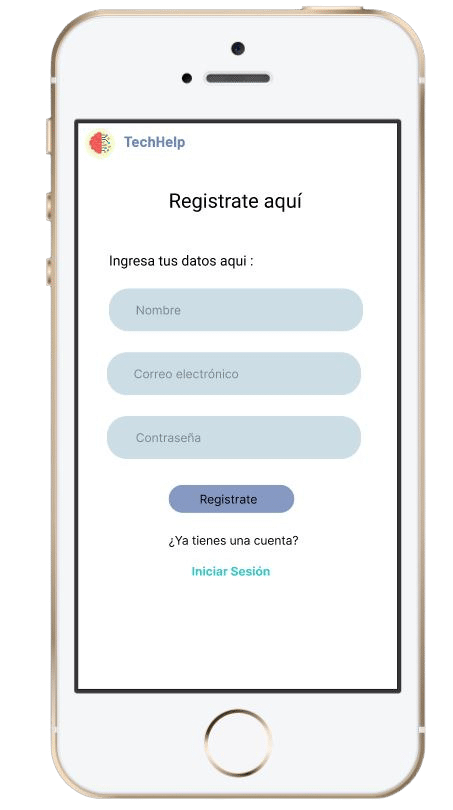 TechHelp
Registrate aquí
Ingresa tus datos aqui :
Nombre
Correo electrónico
Contraseña
Registrate
¿Ya tienes una cuenta?
Iniciar Sesión